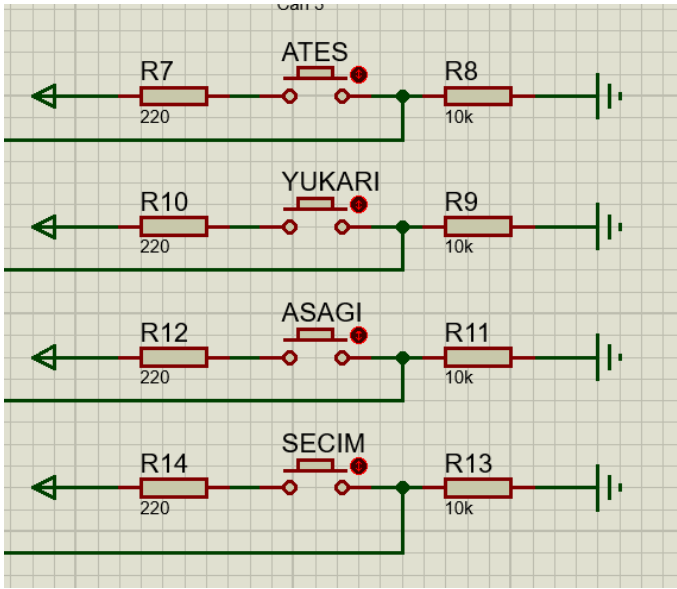 ATES
R7
R8
220
10k
YUKARI
R10
R9
220
10k
ASAGI
R12
R11
220
10k
SECIM
R14
R13
220
10k